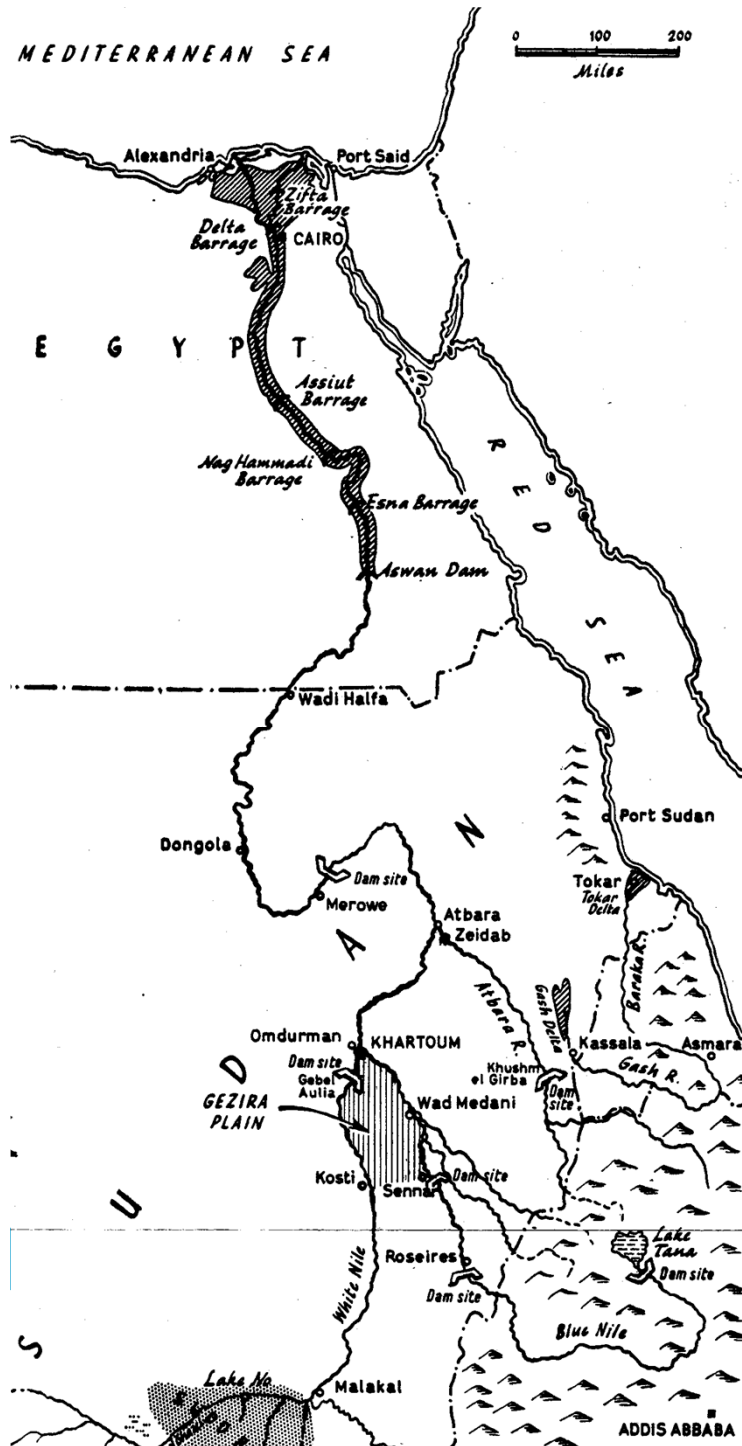 MEDITERRANEAN SEA
0 100 200
Miles
Alexandria
Port Said
Zifta
Barrage
Delta
Barrage
CAIRO
EGYPT
Assiut
Barrage
Nag Hammadi
Barrage
Esna Barrage
Aswan Dam
RED SEA
Wadi Halfa
Port Sudan
Dongola
Dam site
Merowe
Tokar
Tokar
Delta
Atbara
Zeidab
Baraka R.
Atbara R.
Gash Delta
SUDAN
Omdurman
KHARTOUM
Kassala
Asmara
Dam site
Gebel
Aulia
Khushm
el Girba
Dam
site
Gash R.
GEZIRA
PLAIN
Wad Medani
Kosti
Sennar
Dam site
Lake
Tana
Roseires
Dam site
Dam site
White Nile
Blue Nile
Lake No
Malakal
ADDIS ABBABA